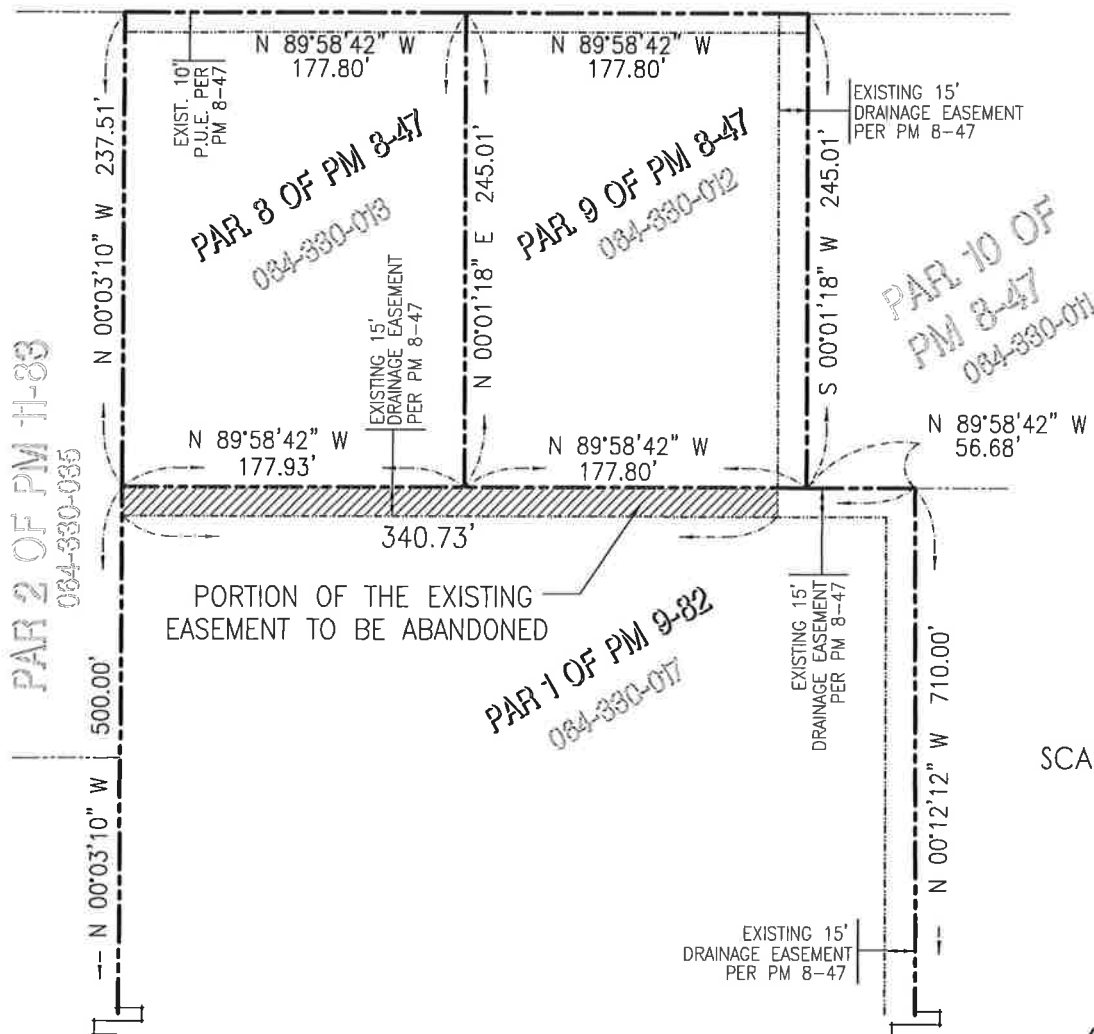 N 89°58'42" W
177.80'
N 89°58'42" W
177.80'
EXIST. 10'
P.U.E. PER
PM 8-47
EXISTING 15'
DRAINAGE EASEMENT
PER PM 8-47
N 00°03'10" W 237.51'
PAR 8 OF PM 8-47
064-330-013
N 00°01'18" E 245.01'
PAR 9 OF PM 8-47
064-330-012
S 00°01'18" W 245.01'
PAR 10 OF
PM 8-47
064-330-011
EXISTING 15'
DRAINAGE EASEMENT
PER PM 8-47
PAR 2 OF PM 11-88
064-330-035
N 89°58'42" W
177.93'
N 89°58'42" W
177.80'
N 89°58'42" W
56.68'
340.73'
PORTION OF THE EXISTING
EASEMENT TO BE ABANDONED
EXISTING 15'
DRAINAGE EASEMENT
PER PM 8-47
PAR 1 OF PM 9-82
064-330-017
N 00°03'10" W 500.00'
N 00°12'12" W 710.00'
SCA
EXISTING 15'
DRAINAGE EASEMENT
PER PM 8-47